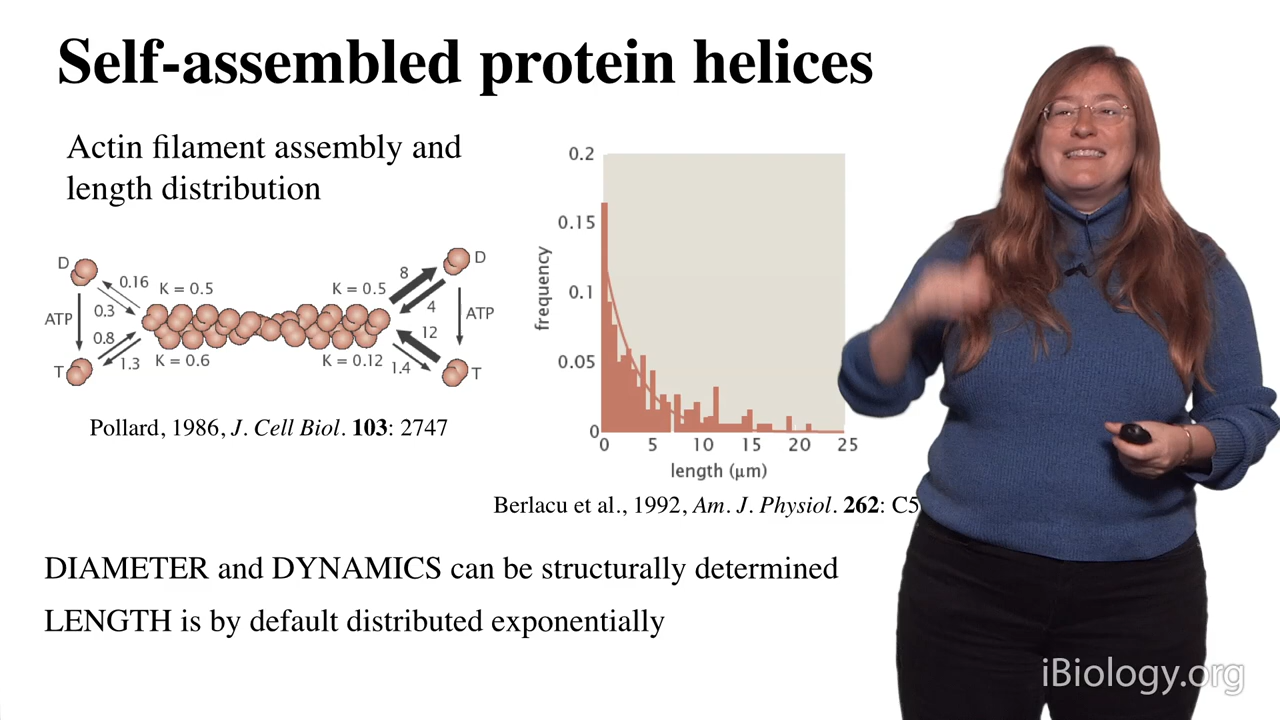 Self-assembled protein helices
Actin filament assembly and
length distribution
D
0.16
K = 0.5
0.3
ATP
0.8
T
1.3
K = 0.6
K = 0.5
8
D
4
ATP
12
K = 0.12
1.4
T
Pollard, 1986, J. Cell Biol. 103: 2747
0.2
0.15
0.1
0.05
0
frequency
0 5 10 15 20 25
length (μm)
Berlacu et al., 1992, Am. J. Physiol. 262: C5
DIAMETER and DYNAMICS can be structurally determined
LENGTH is by default distributed exponentially
iBiology.org